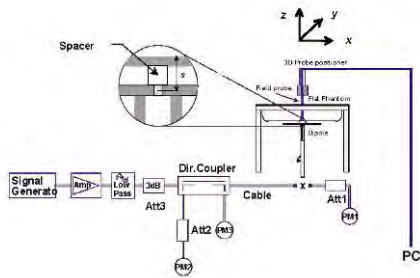 z
y
x
Spacer
s
3D Probe positioner
Field probe
Flat Phantom
Dipole
Signal
Generato
Amp
Low
Pass
3dB
Att3
Dir.Coupler
Cable
x
Att1
PM1
Att2
PM3
PM2
PC